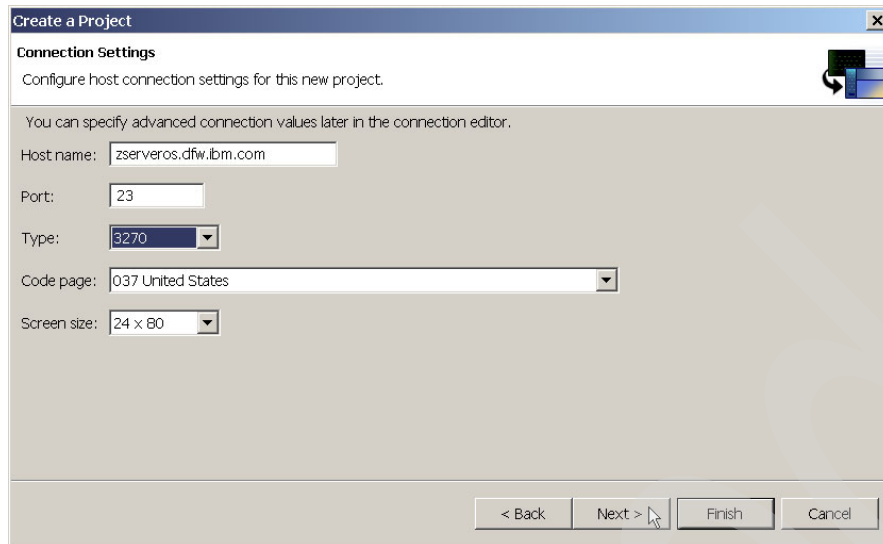 Create a Project
Connection Settings
Configure host connection settings for this new project.
You can specify advanced connection values later in the connection editor.
Host name: zserveros.dfw.ibm.com
Port: 23
Type: 3270
Code page: 037 United States
Screen size: 24 x 80
< Back Next > Finish Cancel